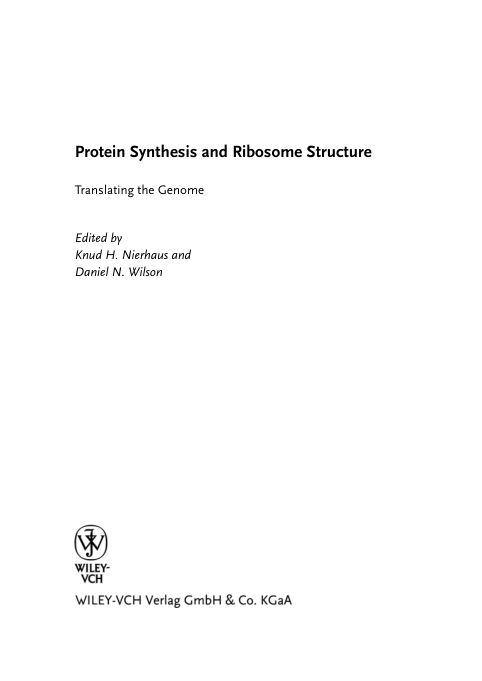 Protein Synthesis and Ribosome Structure
Translating the Genome
Edited by
Knud H. Nierhaus and
Daniel N. Wilson
WILEY-
VCH
WILEY-VCH Verlag GmbH & Co. KGaA